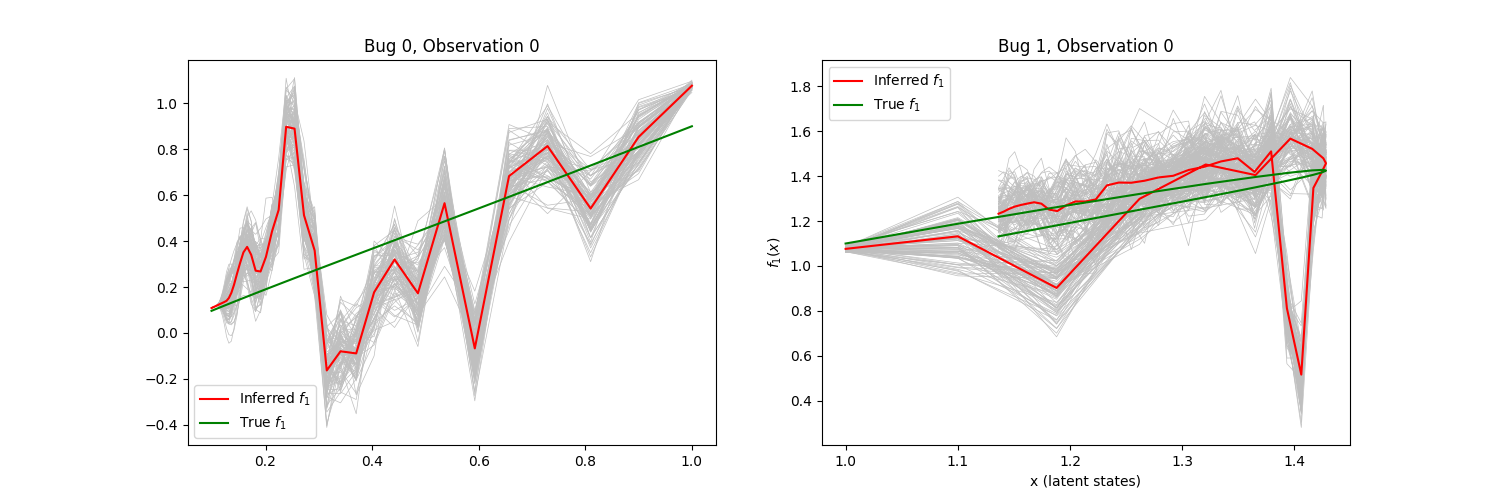 Bug 0, Observation 0
1.0
0.8
0.6
0.4
0.2
0.0
−0.2
−0.4
Inferred f₁
True f₁
0.2 0.4 0.6 0.8 1.0
Bug 1, Observation 0
Inferred f₁
True f₁
1.8
1.6
1.4
1.2
1.0
0.8
0.6
0.4
f₁(x)
1.0 1.1 1.2 1.3 1.4
x (latent states)